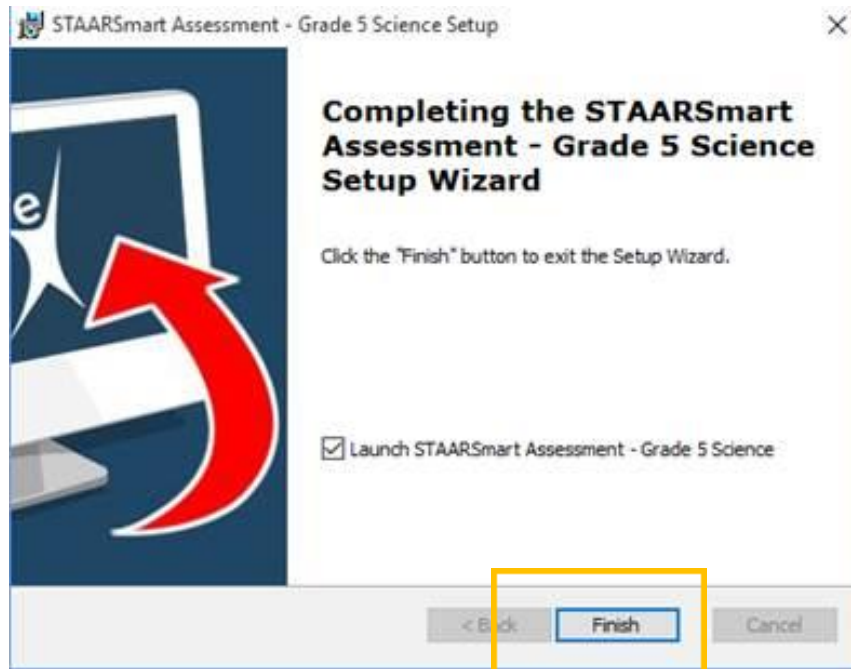 STAARSmart Assessment - Grade 5 Science Setup
e
Completing the STAARSmart
Assessment - Grade 5 Science
Setup Wizard
Click the "Finish" button to exit the Setup Wizard.
Launch STAARSmart Assessment - Grade 5 Science
< Back Finish Cancel